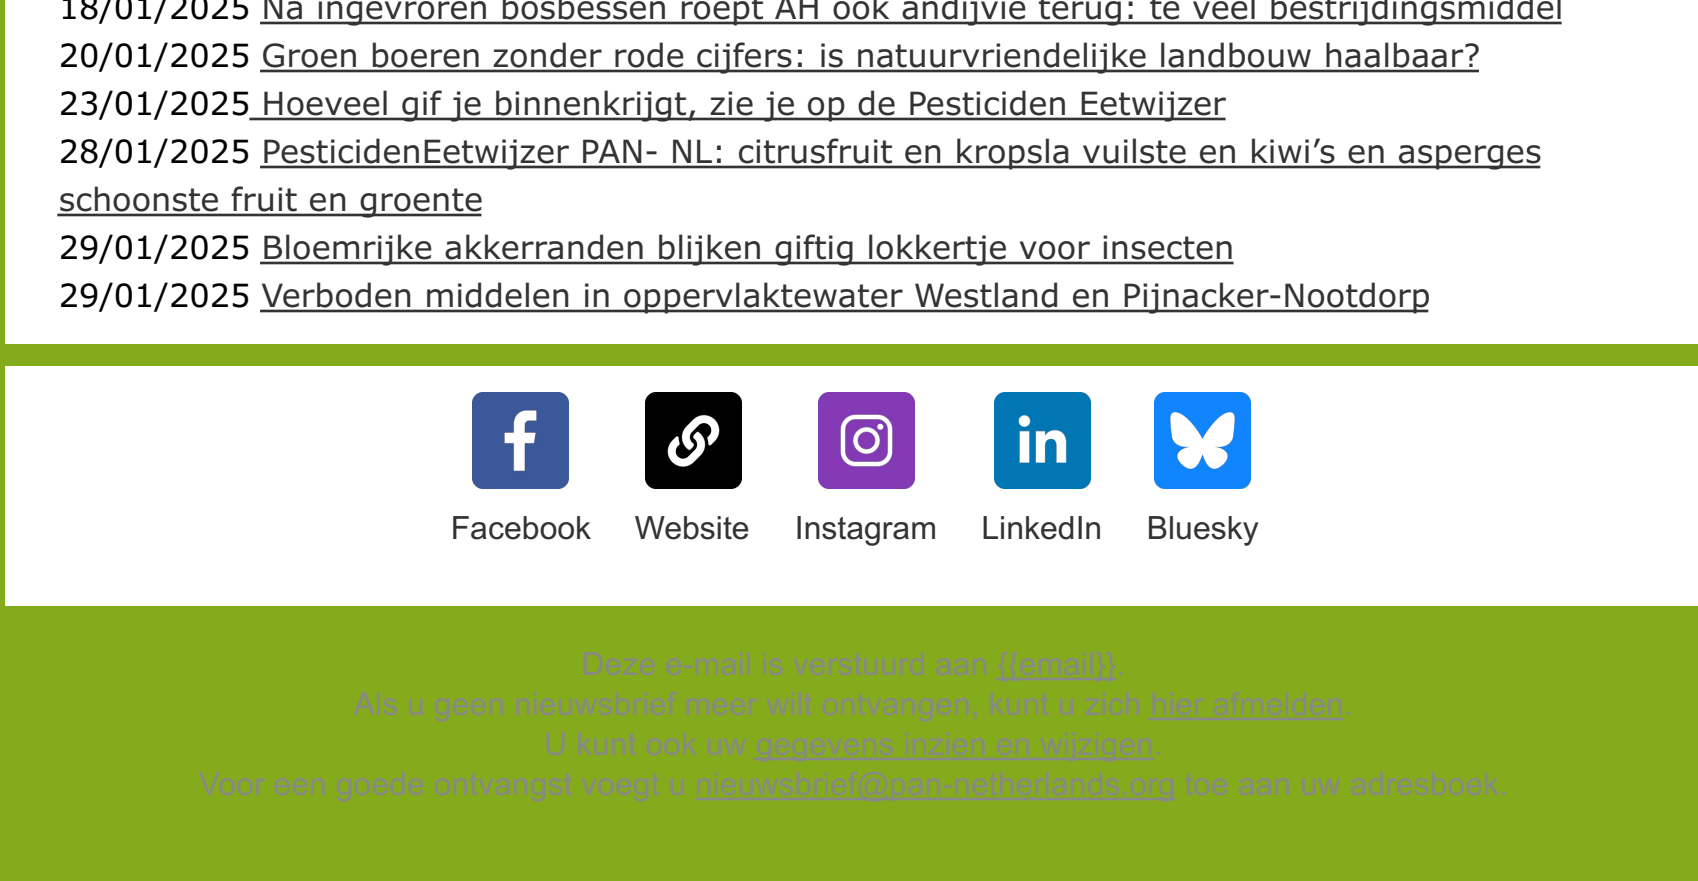 18/01/2025 Na ingevroren bosbessen roept AH ook andijvie terug: te veel bestrijdingsmiddel
20/01/2025 Groen boeren zonder rode cijfers: is natuurvriendelijke landbouw haalbaar?
23/01/2025 Hoeveel gif je binnenkrijgt, zie je op de Pesticiden Eetwijzer
28/01/2025 PesticidenEetwijzer PAN- NL: citrusfruit en kropsla vuilste en kiwi’s en asperges
schoonste fruit en groente
29/01/2025 Bloemrijke akkerranden blijken giftig lokkertje voor insecten
29/01/2025 Verboden middelen in oppervlaktewater Westland en Pijnacker-Nootdorp
Facebook Website Instagram LinkedIn Bluesky
Deze e-mail is verstuurd aan {{email}}.
Als u geen nieuwsbrief meer wilt ontvangen, kunt u zich hier afmelden.
U kunt ook uw gegevens inzien en wijzigen.
Voor een goede ontvangst voegt u nieuwsbrief@pan-netherlands.org toe aan uw adresboek.